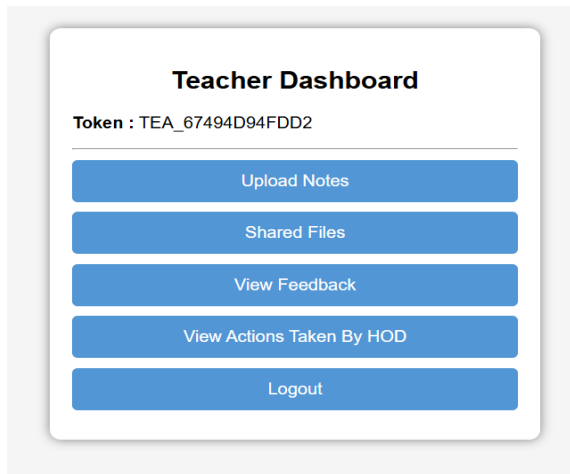 Teacher Dashboard
Token : TEA_67494D94FDD2
Upload Notes
Shared Files
View Feedback
View Actions Taken By HOD
Logout